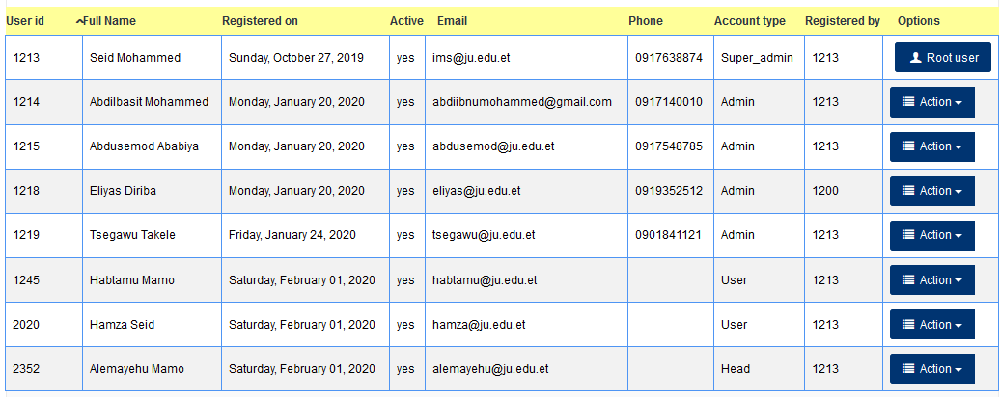 User id Full Name Registered on Active Email Phone Account type Registered by Options
1213 Seid Mohammed Sunday, October 27, 2019 yes ims@ju.edu.et 0917638874 Super_admin 1213 Root user
1214 Abdilbasit Mohammed Monday, January 20, 2020 yes abdiibnumohammed@gmail.com 0917140010 Admin 1213 Action
1215 Abdusemod Ababiya Monday, January 20, 2020 yes abdusemod@ju.edu.et 0917548785 Admin 1213 Action
1218 Eliyas Diriba Monday, January 20, 2020 yes eliyas@ju.edu.et 0919352512 Admin 1200 Action
1219 Tsegawu Takele Friday, January 24, 2020 yes tsegawu@ju.edu.et 0901841121 Admin 1213 Action
1245 Habtamu Mamo Saturday, February 01, 2020 yes habtamu@ju.edu.et User 1213 Action
2020 Hamza Seid Saturday, February 01, 2020 yes hamza@ju.edu.et User 1213 Action
2352 Alemayehu Mamo Saturday, February 01, 2020 yes alemayehu@ju.edu.et Head 1213 Action